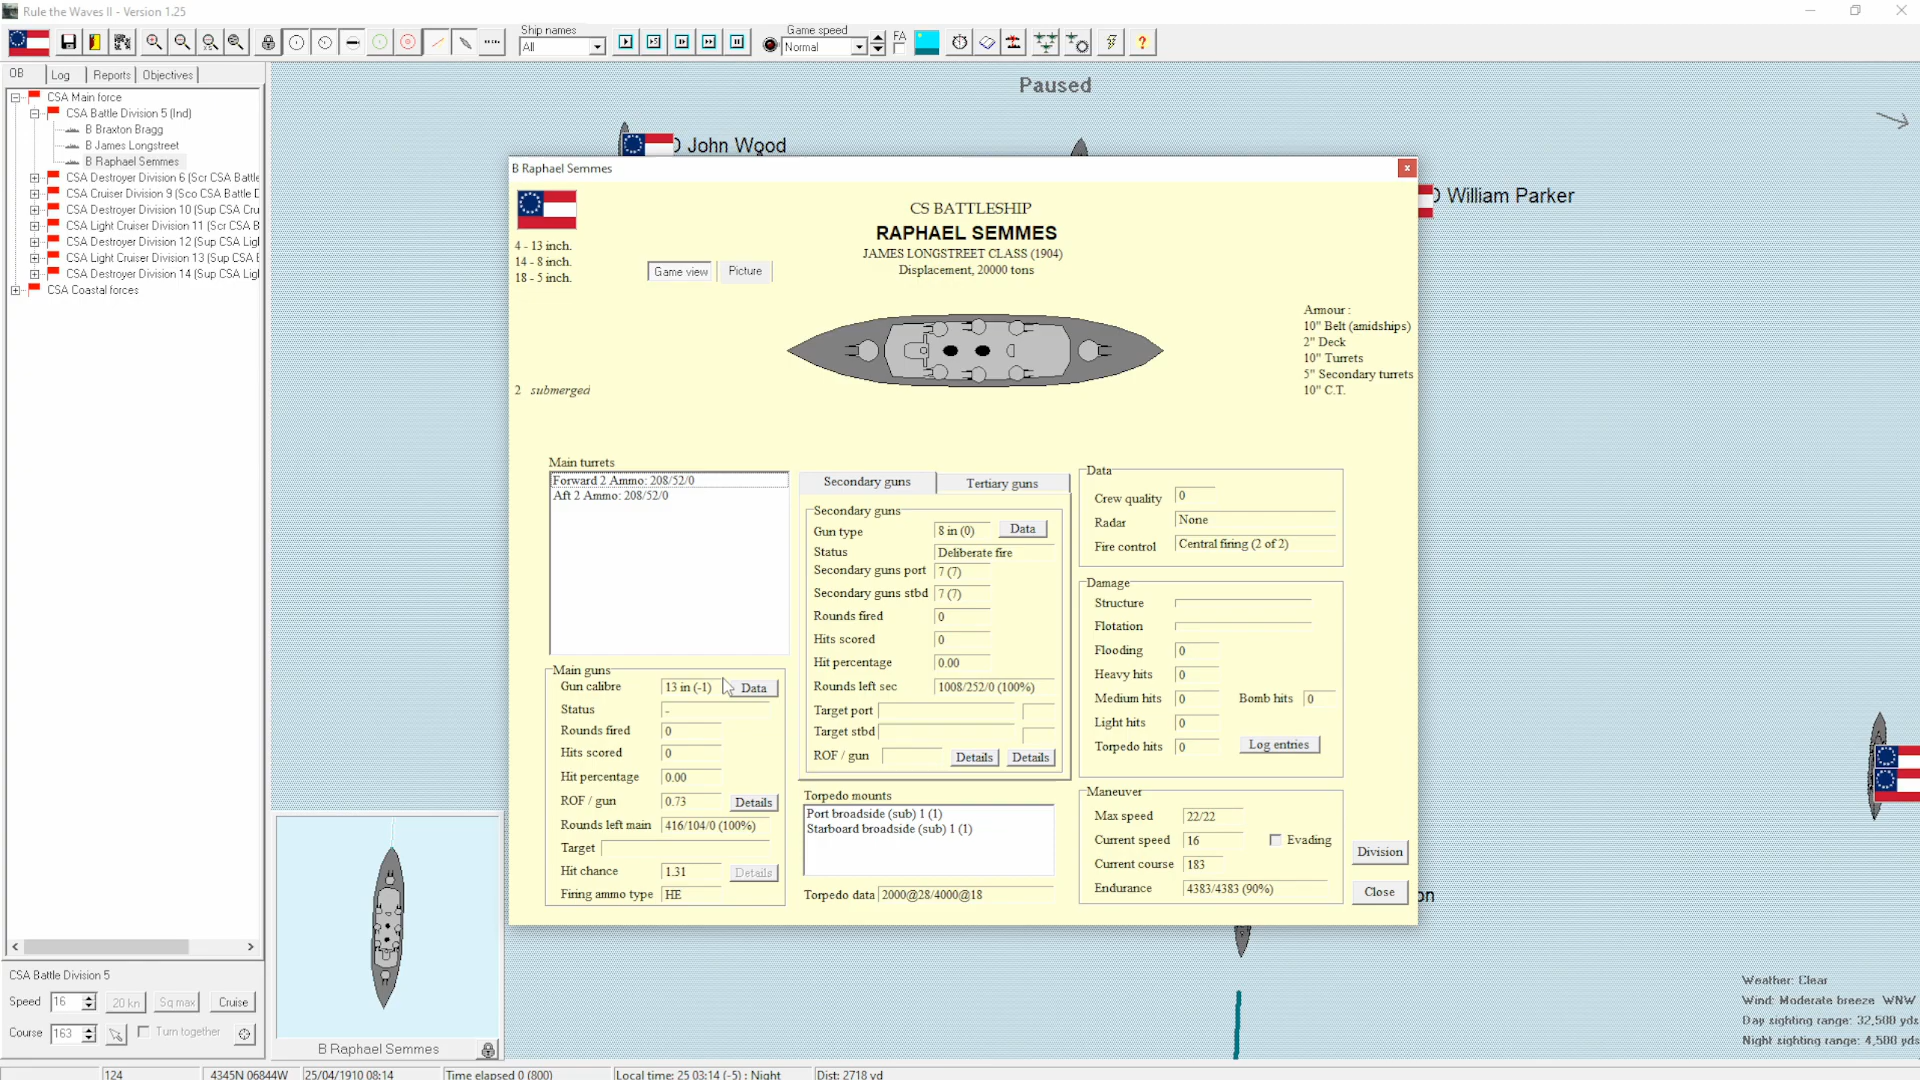 Rule the Waves II - Version 1.25
Ship names
All
Game speed
Normal
FA
OB
Log
Reports
Objectives
CSA Main force
CSA Battle Division 5 (Ind)
B Braxton Bragg
B James Longstreet
B Raphael Semmes
CSA Destroyer Division 6 (Scr CSA Battle
CSA Cruiser Division 9 (Sco CSA Battle D
CSA Destroyer Division 10 (Sup CSA Cru
CSA Light Cruiser Division 11 (Scr CSA B
CSA Destroyer Division 12 (Sup CSA Ligl
CSA Light Cruiser Division 13 (Sup CSA B
CSA Destroyer Division 14 (Sup CSA Ligl
CSA Coastal forces
CSA Battle Division 5
Speed 16 20 kn Sq max Cruise
Course 163 Turn together
B Raphael Semmes
Paused
John Wood
William Parker
B Raphael Semmes
CS BATTLESHIP
RAPHAEL SEMMES
JAMES LONGSTREET CLASS (1904)
Displacement, 20000 tons
4 - 13 inch.
14 - 8 inch.
18 - 5 inch.
Game view
Picture
2 submerged
Armour :
10" Belt (amidships)
2" Deck
10" Turrets
5" Secondary turrets
10" C.T.
Main turrets
Forward 2 Ammo: 208/52/0
Aft 2 Ammo: 208/52/0
Main guns
Gun calibre 13 in (-1) Data
Status -
Rounds fired 0
Hits scored 0
Hit percentage 0.00
ROF / gun 0.73 Details
Rounds left main 416/104/0 (100%)
Target
Hit chance 1.31 Details
Firing ammo type HE
Secondary guns
Tertiary guns
Secondary guns
Gun type 8 in (0) Data
Status Deliberate fire
Secondary guns port 7 (7)
Secondary guns stbd 7 (7)
Rounds fired 0
Hits scored 0
Hit percentage 0.00
Rounds left sec 1008/252/0 (100%)
Target port
Target stbd
ROF / gun Details Details
Torpedo mounts
Port broadside (sub) 1 (1)
Starboard broadside (sub) 1 (1)
Torpedo data 2000@28/4000@18
Data
Crew quality 0
Radar None
Fire control Central firing (2 of 2)
Damage
Structure
Flotation
Flooding 0
Heavy hits 0
Medium hits 0 Bomb hits 0
Light hits 0
Torpedo hits 0 Log entries
Maneuver
Max speed 22/22
Current speed 16 Evading
Current course 183
Endurance 4383/4383 (90%)
Division
Close
on
Weather: Clear
Wind: Moderate breeze WNW
Day sighting range: 32,500 yds
Night sighting range: 4,500 yds
124
4345N 06844W
25/04/1910 08:14
Time elapsed 0 (800)
Local time: 25 03:14 (-5) : Night
Dist: 2718 yd